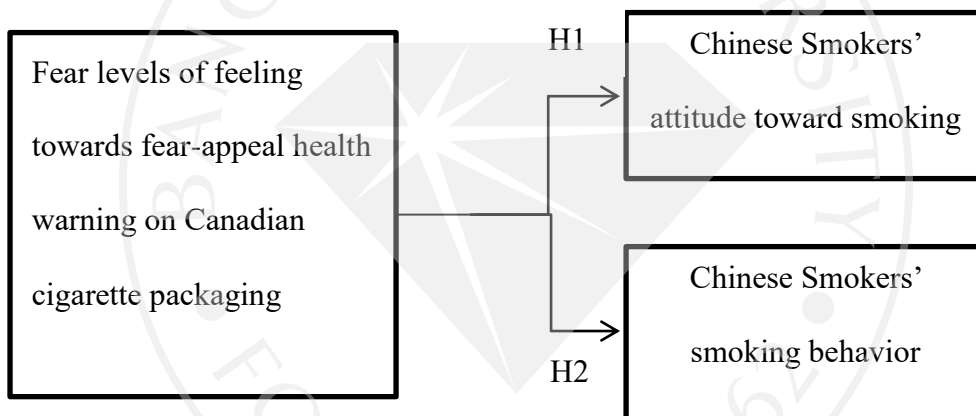 Fear levels of feeling
towards fear-appeal health
warning on Canadian
cigarette packaging
H1
Chinese Smokers’
attitude toward smoking
H2
Chinese Smokers’
smoking behavior